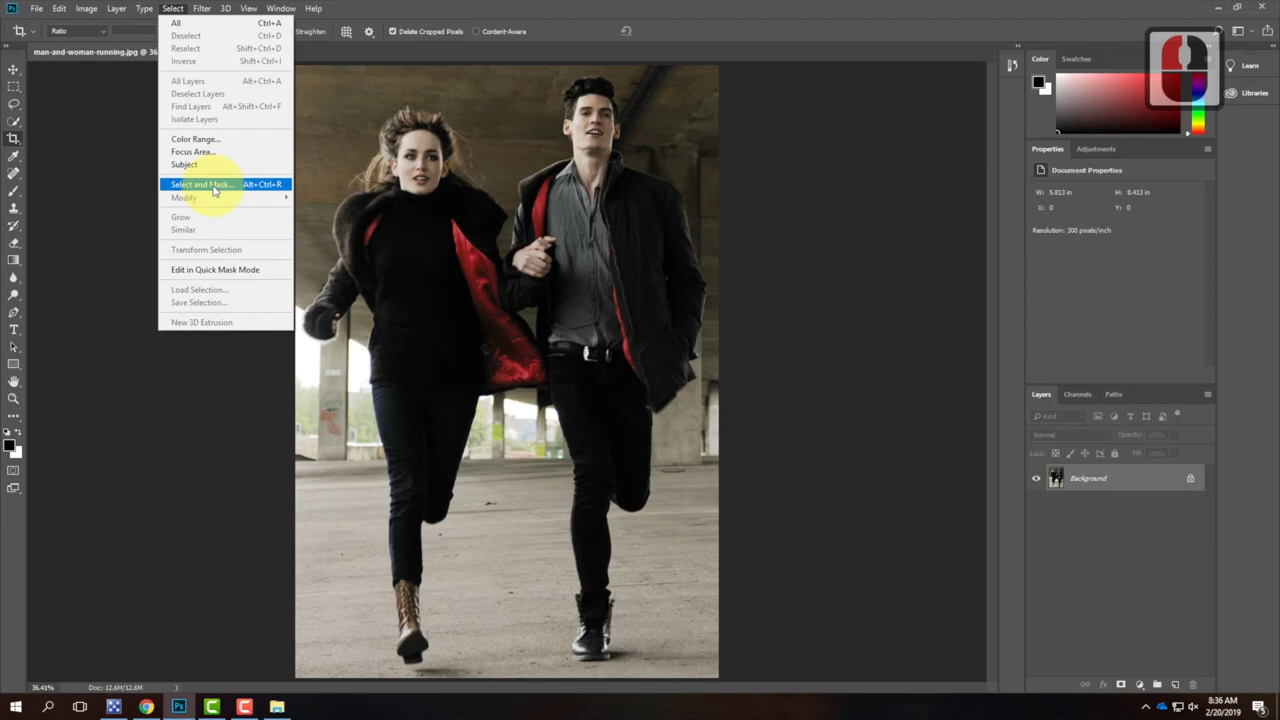 Ps File Edit Image Layer Type Select Filter 3D View Window Help
Ratio Straighten Delete Cropped Pixels Content-Aware
man-and-woman-running.jpg @ 36
All Ctrl+A
Deselect Ctrl+D
Reselect Shift+Ctrl+D
Inverse Shift+Ctrl+I
All Layers Alt+Ctrl+A
Deselect Layers
Find Layers Alt+Shift+Ctrl+F
Isolate Layers
Color Range...
Focus Area...
Subject
Select and Mask... Alt+Ctrl+R
Modify
Grow
Similar
Transform Selection
Edit in Quick Mask Mode
Load Selection...
Save Selection...
New 3D Extrusion
Color Swatches
Learn
Libraries
Properties Adjustments
Document Properties
W: 5.813 in H: 8.413 in
X: 0 Y: 0
Resolution: 300 pixels/inch
Layers Channels Paths
Kind
Normal Opacity: 100%
Lock: Fill: 100%
Background
36.41% Doc: 12.6M/12.6M
8:36 AM
2/20/2019